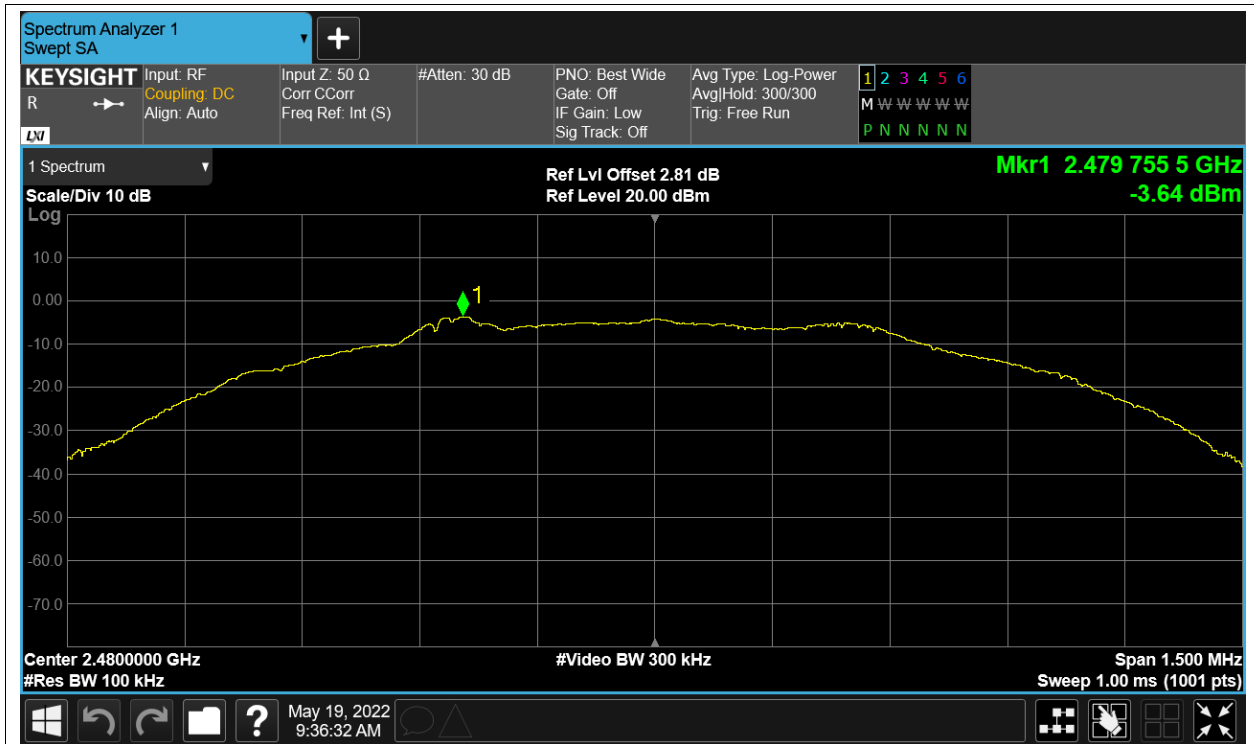 Spectrum Analyzer 1
Swept SA
+
KEYSIGHT
R
LXI
Input: RF
Coupling: DC
Align: Auto
Input Z: 50 Ω
Corr CCorr
Freq Ref: Int (S)
#Atten: 30 dB
PNO: Best Wide
Gate: Off
IF Gain: Low
Sig Track: Off
Avg Type: Log-Power
Avg|Hold: 300/300
Trig: Free Run
1 2 3 4 5 6
M W W W W W
P N N N N N
1 Spectrum
Scale/Div 10 dB
Log
Ref Lvl Offset 2.81 dB
Ref Level 20.00 dBm
Mkr1 2.479 755 5 GHz
-3.64 dBm
10.0
0.00
-10.0
-20.0
-30.0
-40.0
-50.0
-60.0
-70.0
1
Center 2.4800000 GHz
#Res BW 100 kHz
#Video BW 300 kHz
Span 1.500 MHz
Sweep 1.00 ms (1001 pts)
?
May 19, 2022
9:36:32 AM